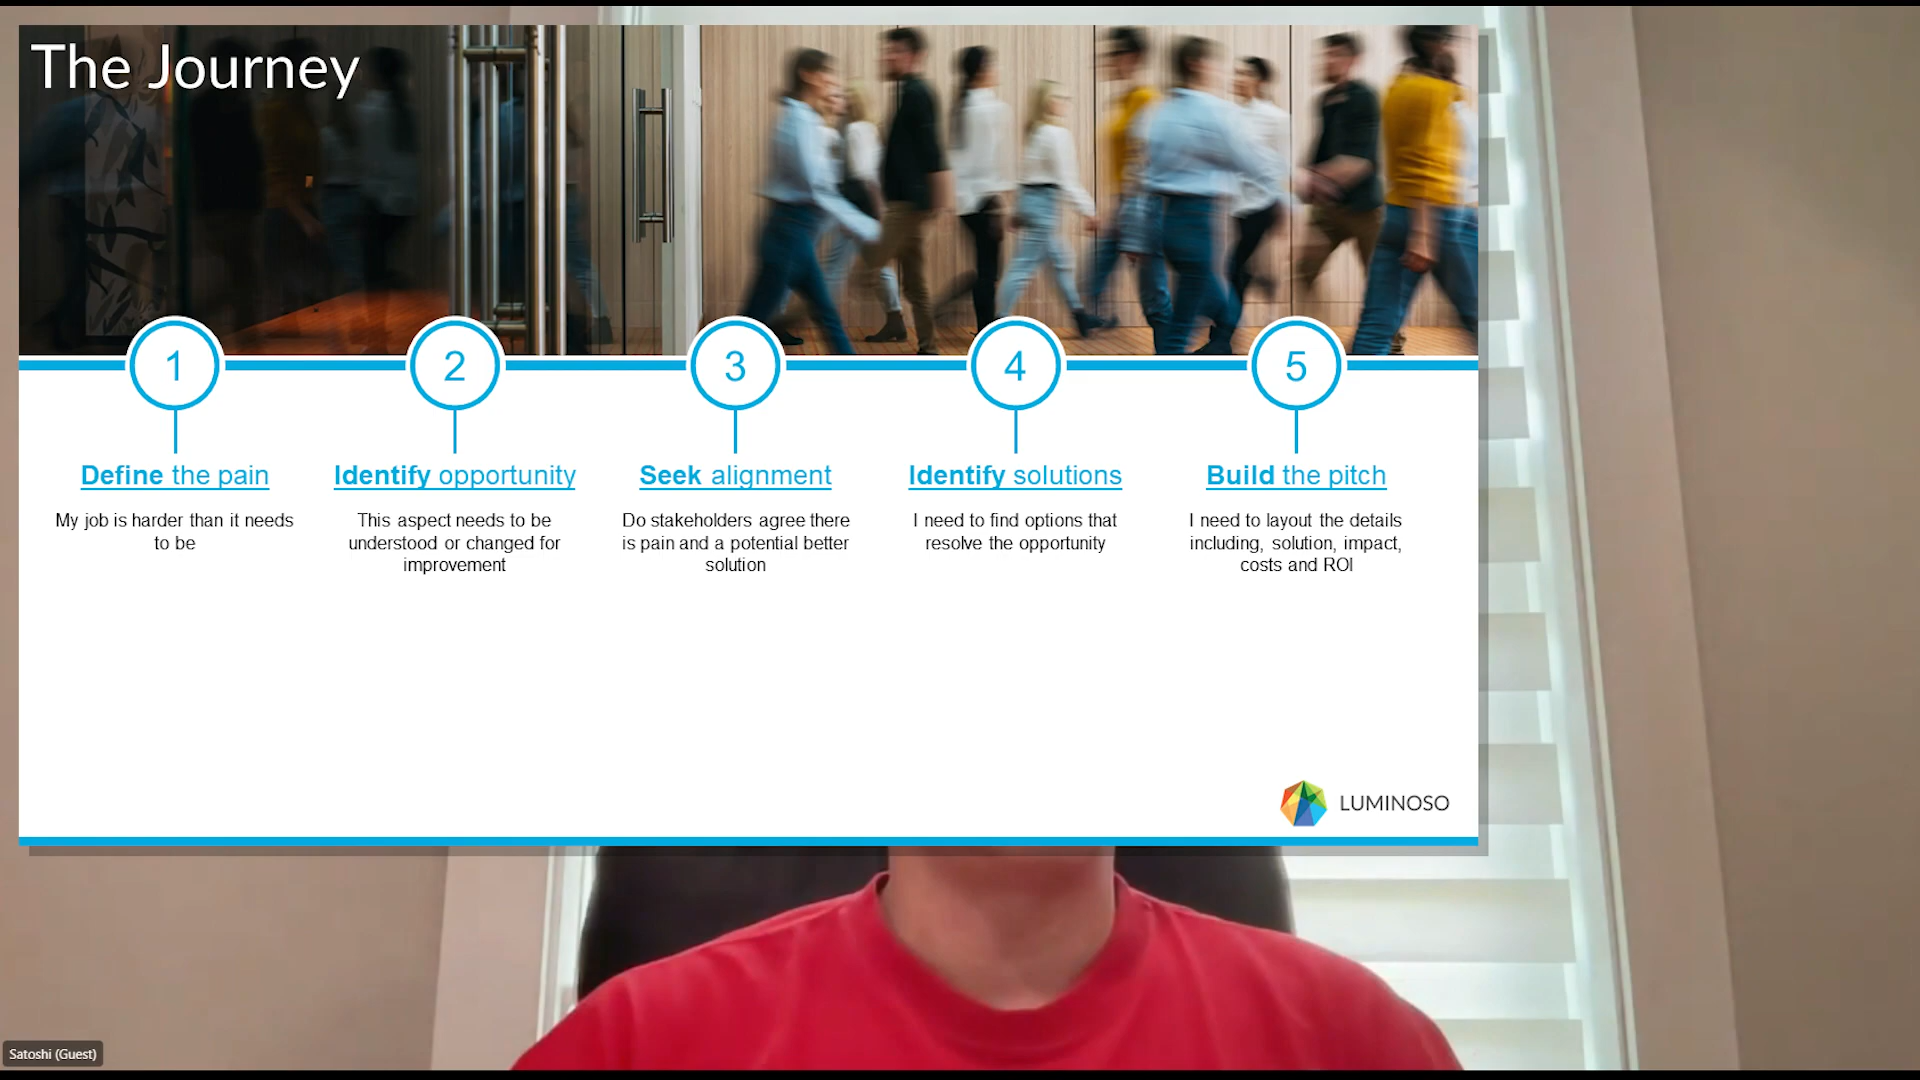 The Journey
1
2
3
4
5
Define the pain
My job is harder than it needs
to be
Identify opportunity
This aspect needs to be
understood or changed for
improvement
Seek alignment
Do stakeholders agree there
is pain and a potential better
solution
Identify solutions
I need to find options that
resolve the opportunity
Build the pitch
I need to layout the details
including, solution, impact,
costs and ROI
LUMINOSO
Satoshi (Guest)